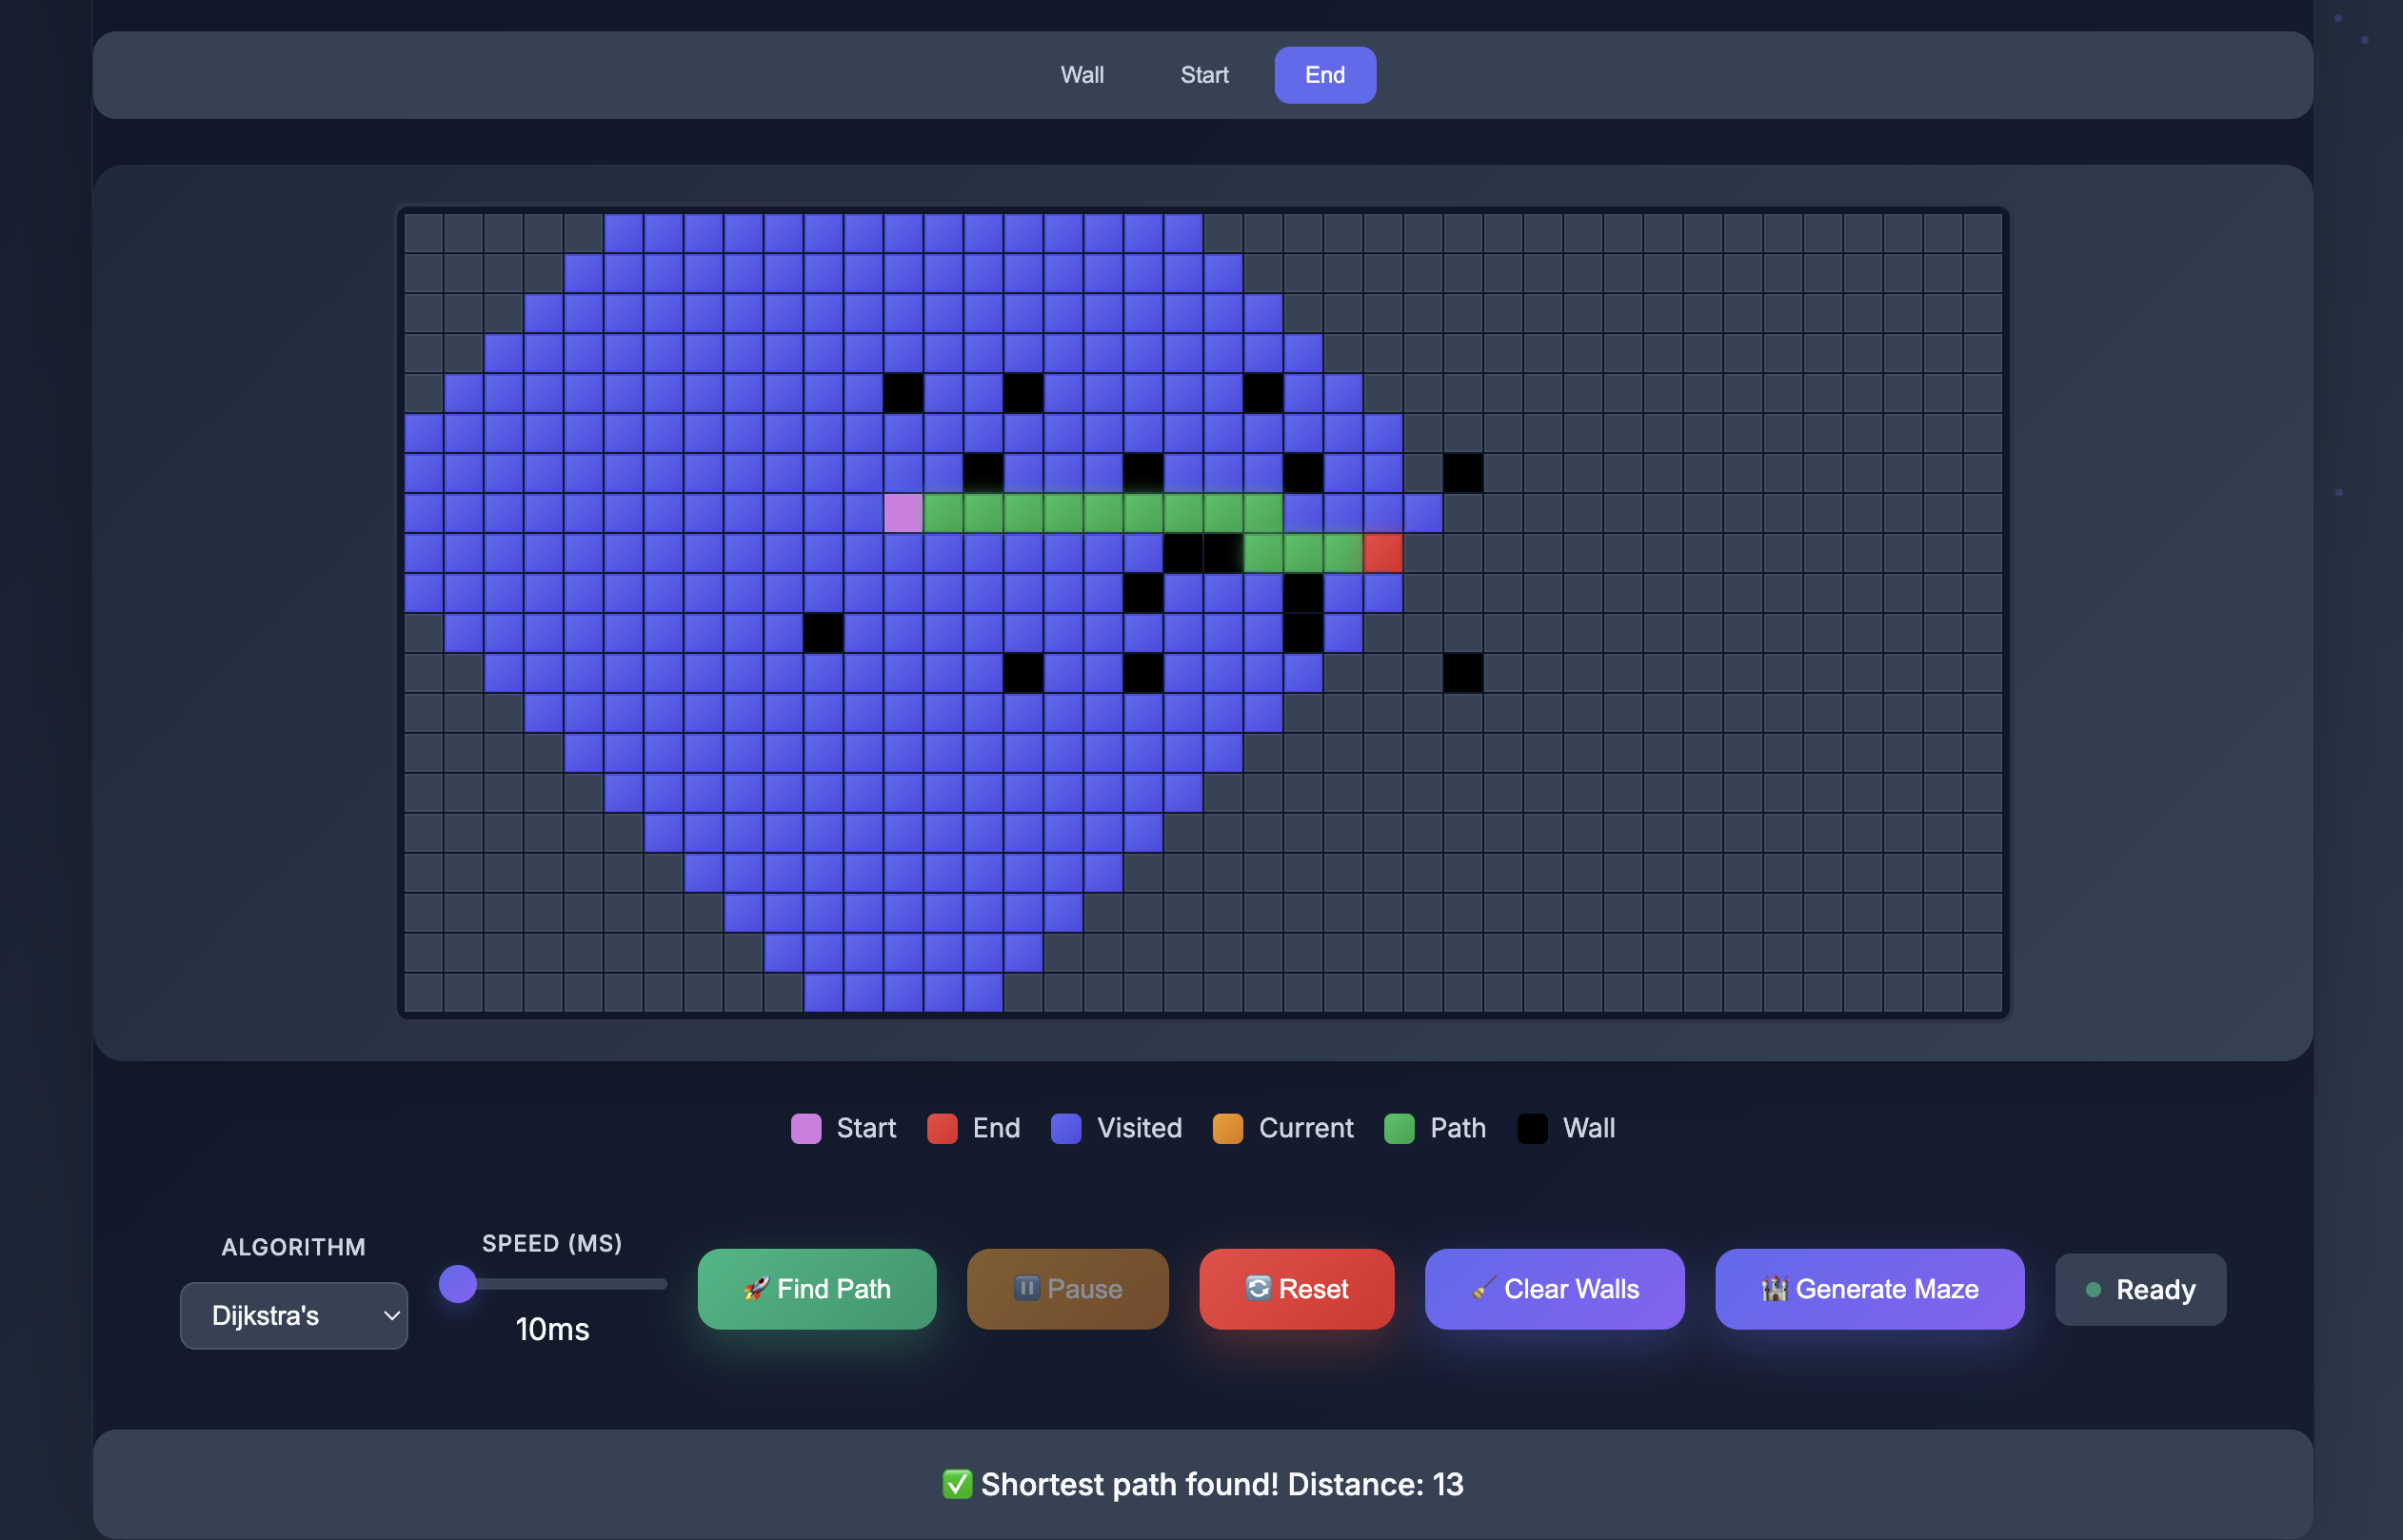 Wall Start End
Start End Visited Current Path Wall
ALGORITHM
Dijkstra's
SPEED (MS)
10ms
🚀 Find Path
⏸ Pause
🔄 Reset
🧹 Clear Walls
🏰 Generate Maze
Ready
✅ Shortest path found! Distance: 13